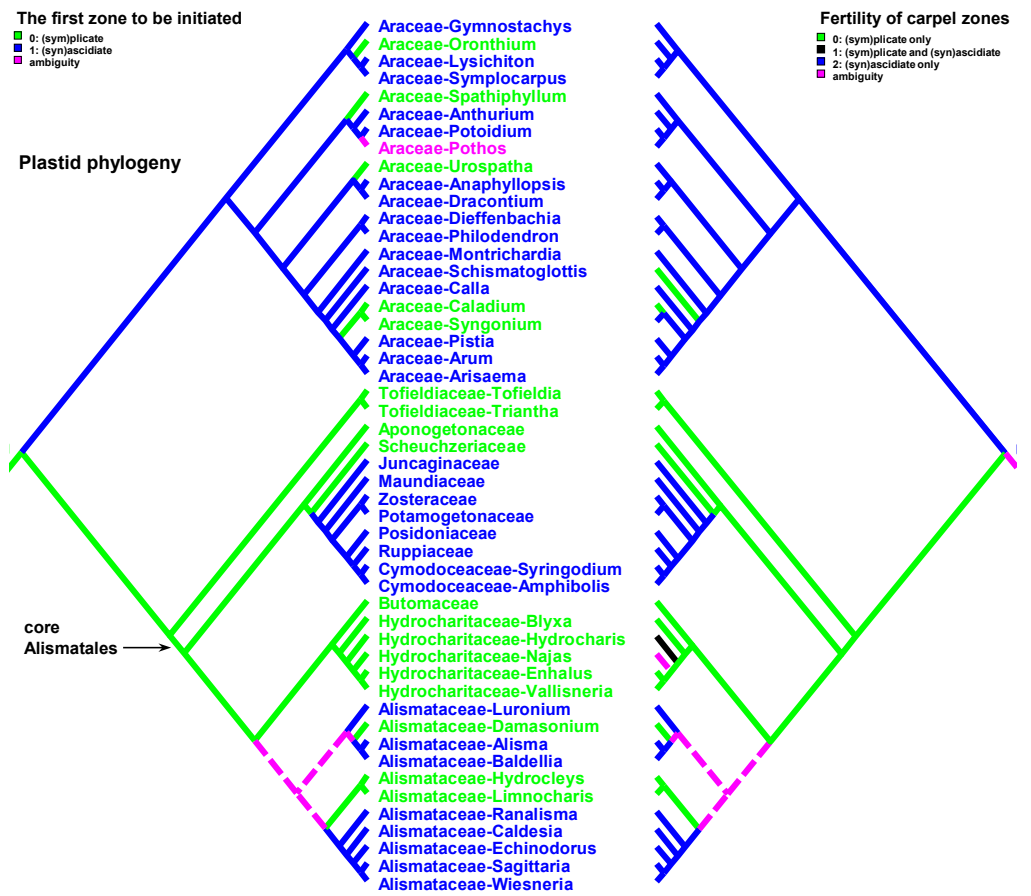 The first zone to be initiated
0: (sym)plicate
1: (syn)ascidiate
ambiguity
Fertility of carpel zones
0: (sym)plicate only
1: (sym)plicate and (syn)ascidiate
2: (syn)ascidiate only
ambiguity
Plastid phylogeny
core
Alismatales
Araceae-Gymnostachys
Araceae-Oronthium
Araceae-Lysichiton
Araceae-Symplocarpus
Araceae-Spathiphyllum
Araceae-Anthurium
Araceae-Potoidium
Araceae-Pothos
Araceae-Urospatha
Araceae-Anaphyllopsis
Araceae-Dracontium
Araceae-Dieffenbachia
Araceae-Philodendron
Araceae-Montrichardia
Araceae-Schismatoglottis
Araceae-Calla
Araceae-Caladium
Araceae-Syngonium
Araceae-Pistia
Araceae-Arum
Araceae-Arisaema
Tofieldiaceae-Tofieldia
Tofieldiaceae-Triantha
Aponogetonaceae
Scheuchzeriaceae
Juncaginaceae
Maundiaceae
Zosteraceae
Potamogetonaceae
Posidoniaceae
Ruppiaceae
Cymodoceaceae-Syringodium
Cymodoceaceae-Amphibolis
Butomaceae
Hydrocharitaceae-Blyxa
Hydrocharitaceae-Hydrocharis
Hydrocharitaceae-Najas
Hydrocharitaceae-Enhalus
Hydrocharitaceae-Vallisneria
Alismataceae-Luronium
Alismataceae-Damasonium
Alismataceae-Alisma
Alismataceae-Baldellia
Alismataceae-Hydrocleys
Alismataceae-Limnocharis
Alismataceae-Ranalisma
Alismataceae-Caldesia
Alismataceae-Echinodorus
Alismataceae-Sagittaria
Alismataceae-Wiesneria